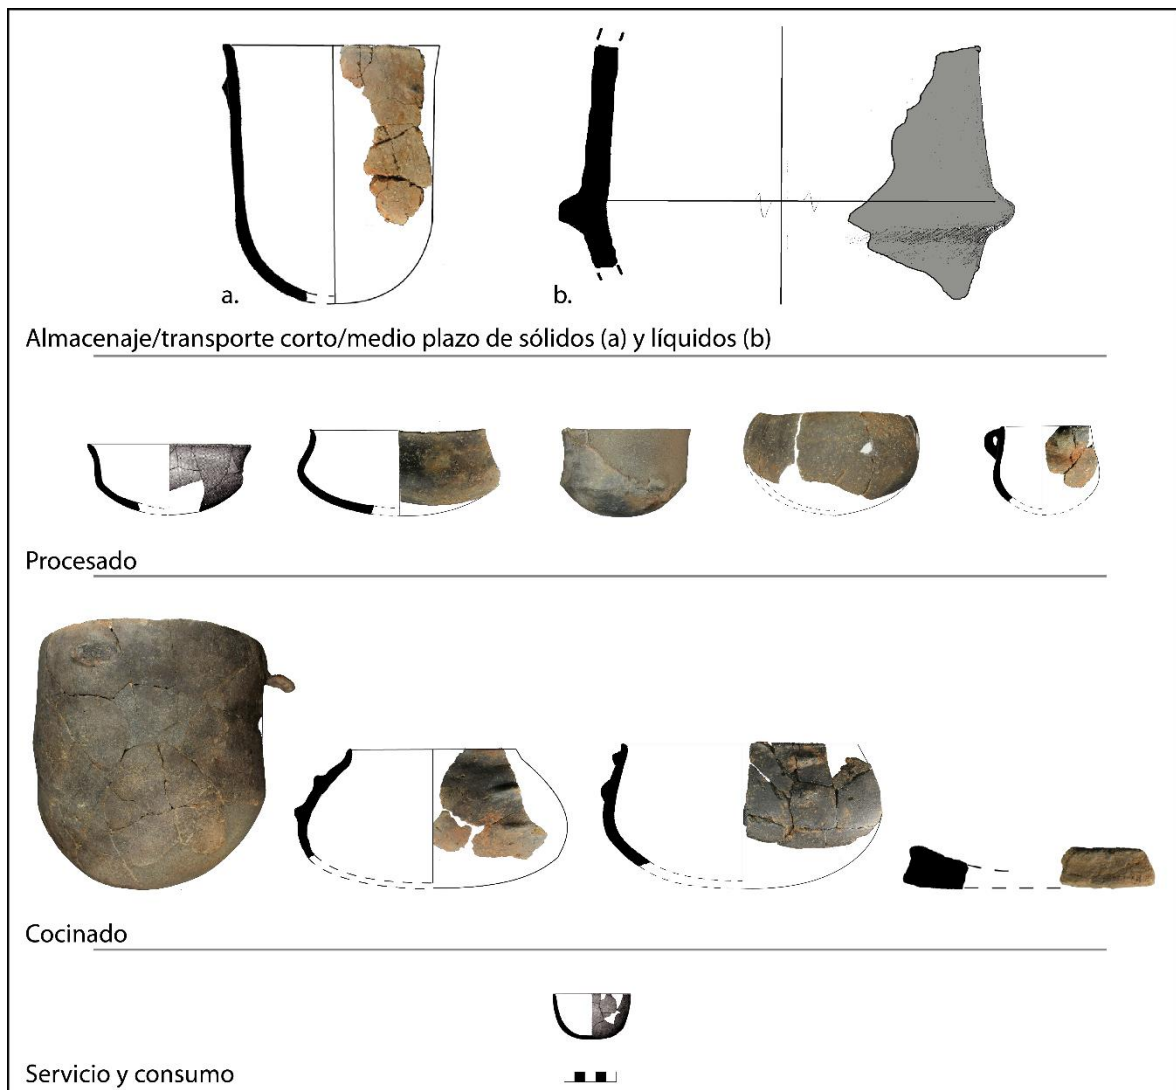 a.
b.
Almacenaje/transporte corto/medio plazo de sólidos (a) y líquidos (b)
Procesado
Cocinado
Servicio y consumo